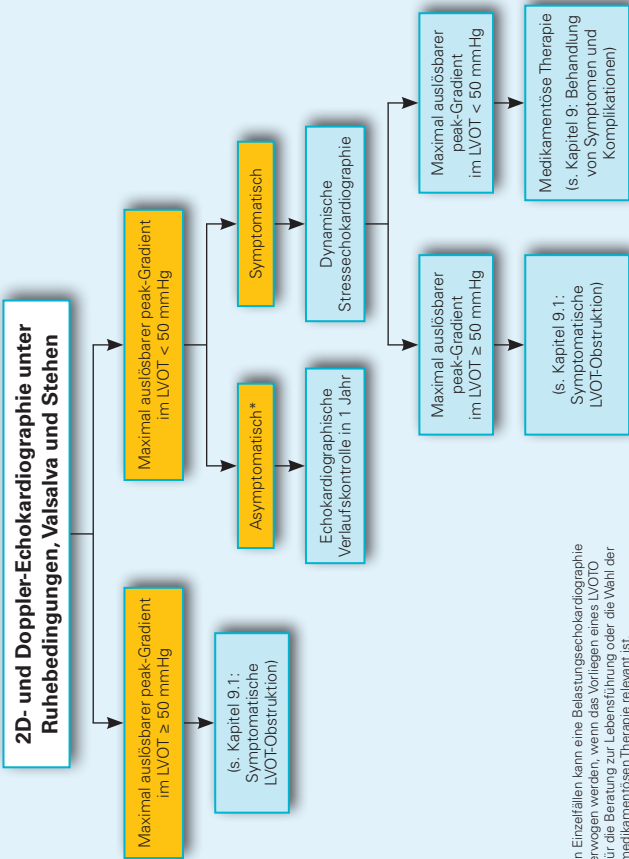 2D- und Doppler-Echokardiographie unter
Ruhebedingungen, Valsalva und Stehen
Maximal auslösbarer peak-Gradient
im LVOT ≥ 50 mmHg
(s. Kapitel 9.1:
Symptomatische
LVOT-Obstruktion)
Maximal auslösbarer peak-Gradient
im LVOT < 50 mmHg
Asymptomatisch*
Echokardiographische
Verlaufskontrolle in 1 Jahr
Symptomatisch
Dynamische
Stressechokardiographie
Maximal auslösbarer
peak-Gradient
im LVOT ≥ 50 mmHg
(s. Kapitel 9.1:
Symptomatische
LVOT-Obstruktion)
Maximal auslösbarer
peak-Gradient
im LVOT < 50 mmHg
Medikamentöse Therapie
(s. Kapitel 9: Behandlung
von Symptomen und
Komplikationen)
n Einzelfällen kann eine Belastungsechokardiographie
erwogen werden, wenn das Vorliegen eines LVOTO
ür die Beratung zur Lebensführung oder die Wahl der
medikamentösen Therapie relevant ist